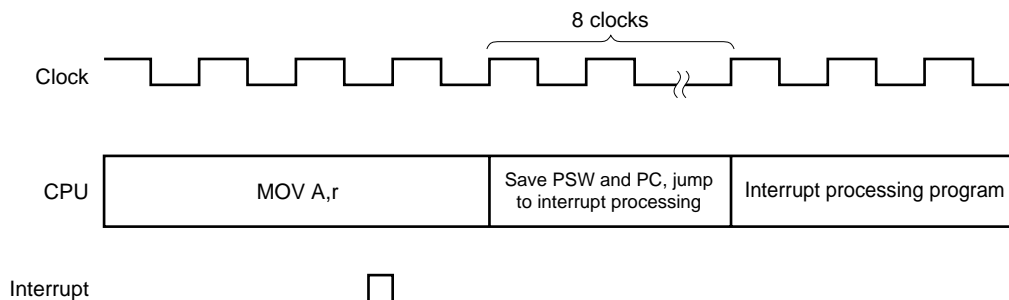 8 clocks
Clock
CPU
MOV A,r
Save PSW and PC, jump
to interrupt processing
Interrupt processing program
Interrupt